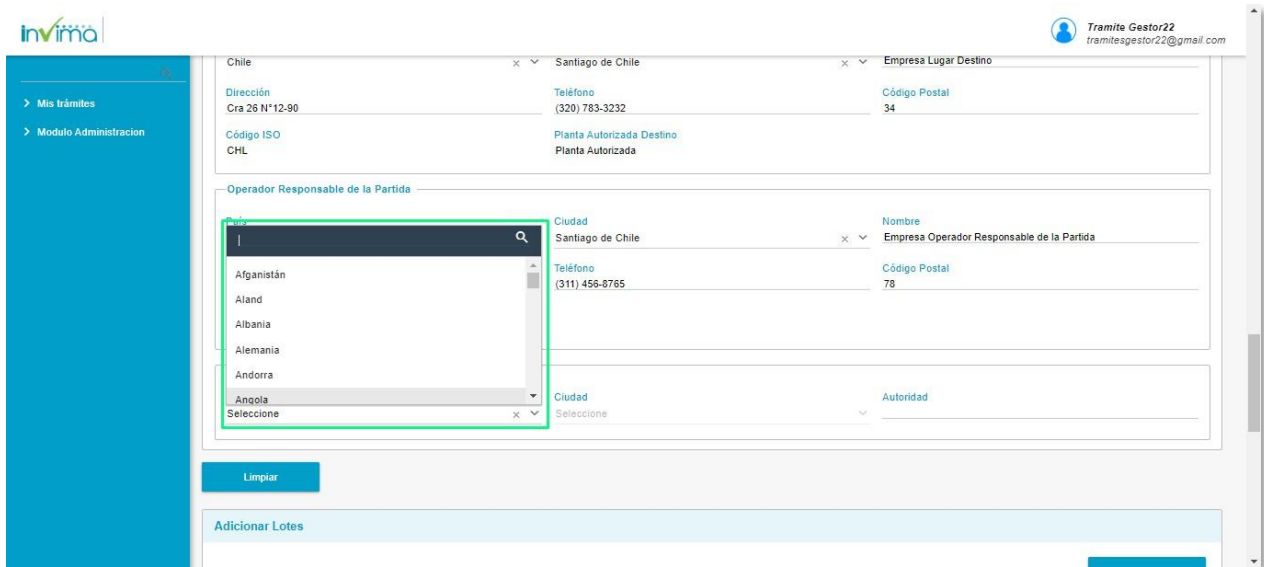 invima
Tramite Gestor22
tramitesgestor22@gmail.com
Mis trámites
Modulo Administracion
Chile
Santiago de Chile
Empresa Lugar Destino
Dirección
Teléfono
Código Postal
Cra 26 N°12-90
(320) 783-3232
34
Código ISO
Planta Autorizada Destino
CHL
Planta Autorizada
Operador Responsable de la Partida
País
Ciudad
Nombre
Santiago de Chile
Empresa Operador Responsable de la Partida
Teléfono
Código Postal
(311) 456-8765
78
Afganistán
Aland
Albania
Alemania
Andorra
Angola
Ciudad
Autoridad
Seleccione
Seleccione
Limpiar
Adicionar Lotes